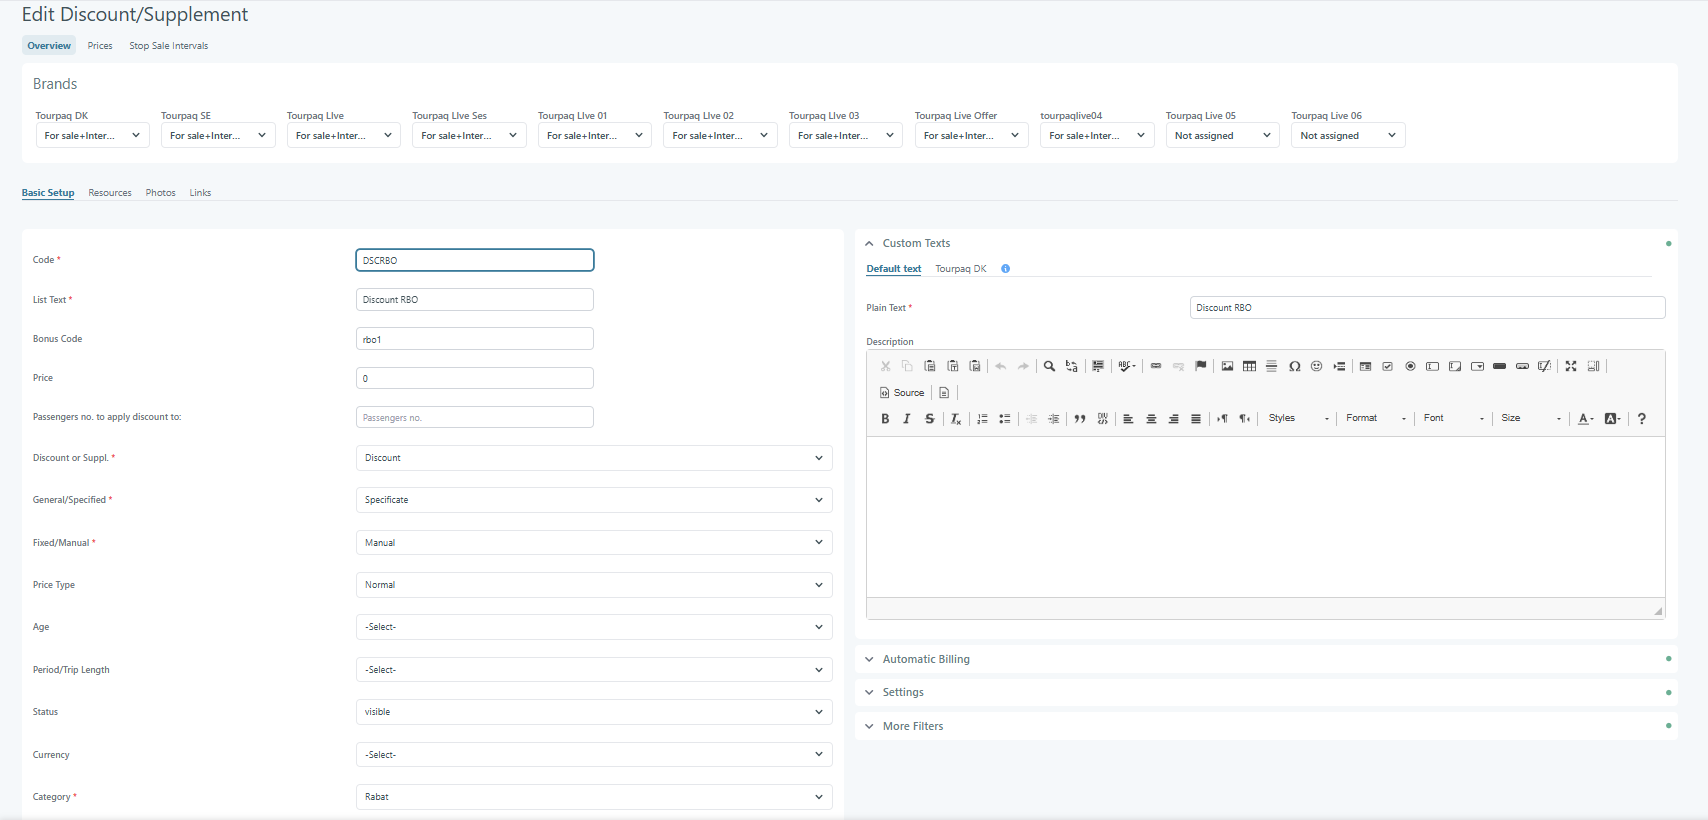 Edit Discount/Supplement
Overview Prices Stop Sale Intervals
Brands
Tourpaq DK Tourpaq SE Tourpaq LIve Tourpaq LIve Ses Tourpaq LIve 01 Tourpaq LIve 02 Tourpaq LIve 03 Tourpaq Live Offer tourpaqlive04 Tourpaq Live 05 Tourpaq Live 06
For sale+Inter... For sale+Inter... For sale+Inter... For sale+Inter... For sale+Inter... For sale+Inter... For sale+Inter... For sale+Inter... For sale+Inter... Not assigned Not assigned
Basic Setup Resources Photos Links
Code * DSCRBO
List Text * Discount RBO
Bonus Code rbo1
Price 0
Passengers no. to apply discount to: Passengers no.
Discount or Suppl. * Discount
General/Specified * Specificate
Fixed/Manual * Manual
Price Type Normal
Age -Select-
Period/Trip Length -Select-
Status visible
Currency -Select-
Category * Rabat
Custom Texts
Default text Tourpaq DK
Plain Text * Discount RBO
Description
Source
Styles Format Font Size
Automatic Billing
Settings
More Filters